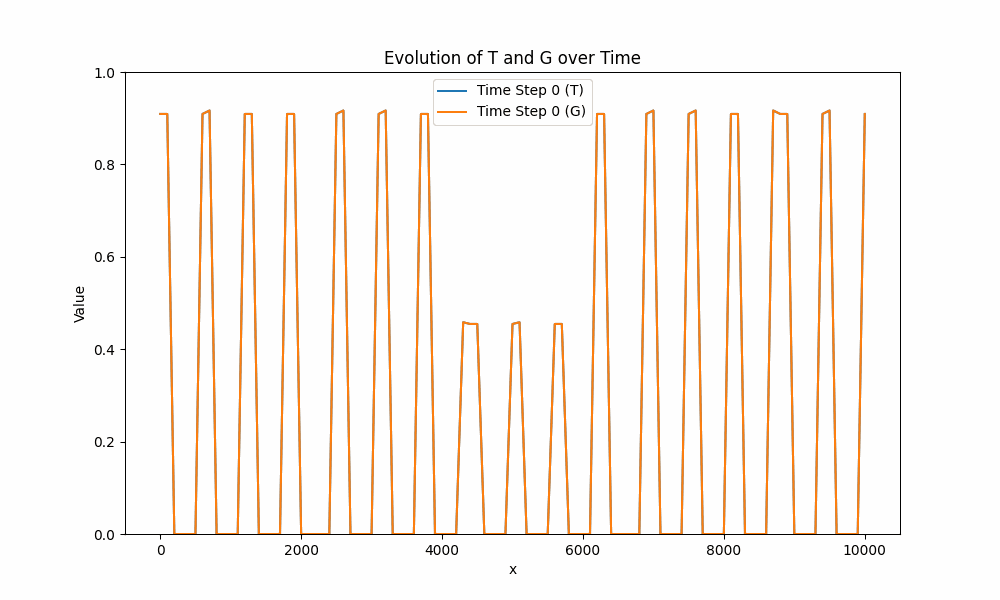 Evolution of T and G over Time
Time Step 0 (T)
Time Step 0 (G)
Value
1.0
0.8
0.6
0.4
0.2
0.0
0 2000 4000 6000 8000 10000
x